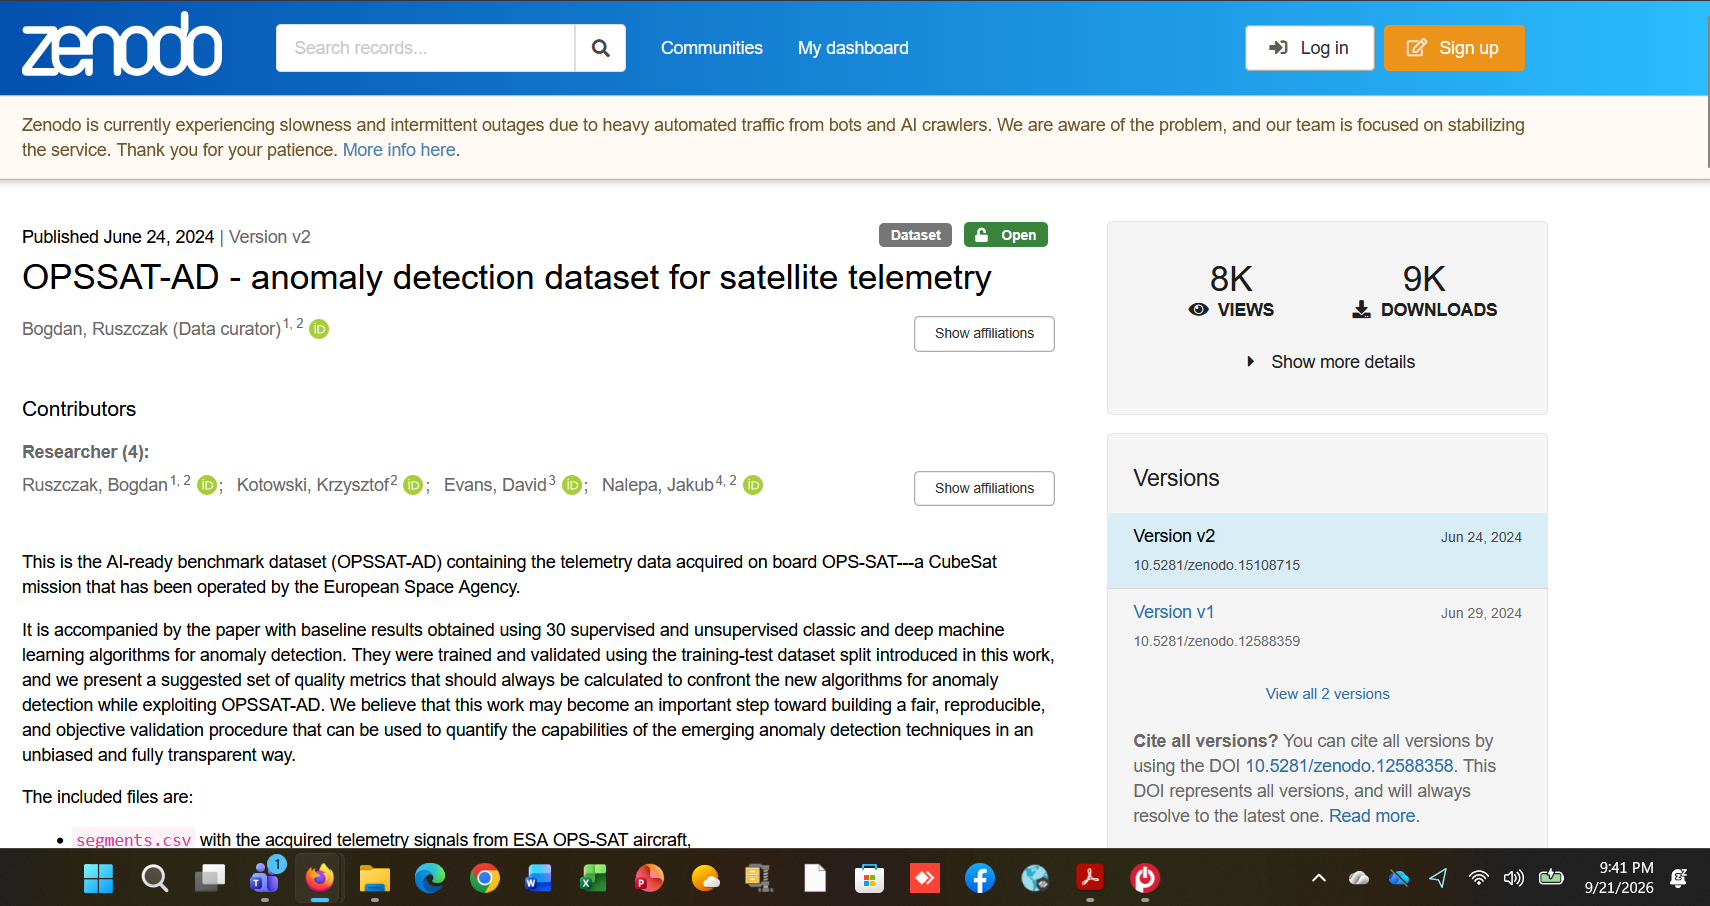 zenodo
Search records...
Communities
My dashboard
Log in
Sign up
Zenodo is currently experiencing slowness and intermittent outages due to heavy automated traffic from bots and AI crawlers. We are aware of the problem, and our team is focused on stabilizing
the service. Thank you for your patience. More info here.
Published June 24, 2024 | Version v2
Dataset
Open
OPSSAT-AD - anomaly detection dataset for satellite telemetry
Bogdan, Ruszczak (Data curator)1, 2 iD
Show affiliations
Contributors
Researcher (4):
Ruszczak, Bogdan1, 2 iD; Kotowski, Krzysztof2 iD; Evans, David3 iD; Nalepa, Jakub4, 2 iD
Show affiliations
This is the AI-ready benchmark dataset (OPSSAT-AD) containing the telemetry data acquired on board OPS-SAT---a CubeSat
mission that has been operated by the European Space Agency.
It is accompanied by the paper with baseline results obtained using 30 supervised and unsupervised classic and deep machine
learning algorithms for anomaly detection. They were trained and validated using the training-test dataset split introduced in this work,
and we present a suggested set of quality metrics that should always be calculated to confront the new algorithms for anomaly
detection while exploiting OPSSAT-AD. We believe that this work may become an important step toward building a fair, reproducible,
and objective validation procedure that can be used to quantify the capabilities of the emerging anomaly detection techniques in an
unbiased and fully transparent way.
The included files are:
• segments.csv with the acquired telemetry signals from ESA OPS-SAT aircraft,
8K
VIEWS
9K
DOWNLOADS
Show more details
Versions
Version v2
Jun 24, 2024
10.5281/zenodo.15108715
Version v1
Jun 29, 2024
10.5281/zenodo.12588359
View all 2 versions
Cite all versions? You can cite all versions by
using the DOI 10.5281/zenodo.12588358. This
DOI represents all versions, and will always
resolve to the latest one. Read more.
1
9:41 PM
9/21/2026